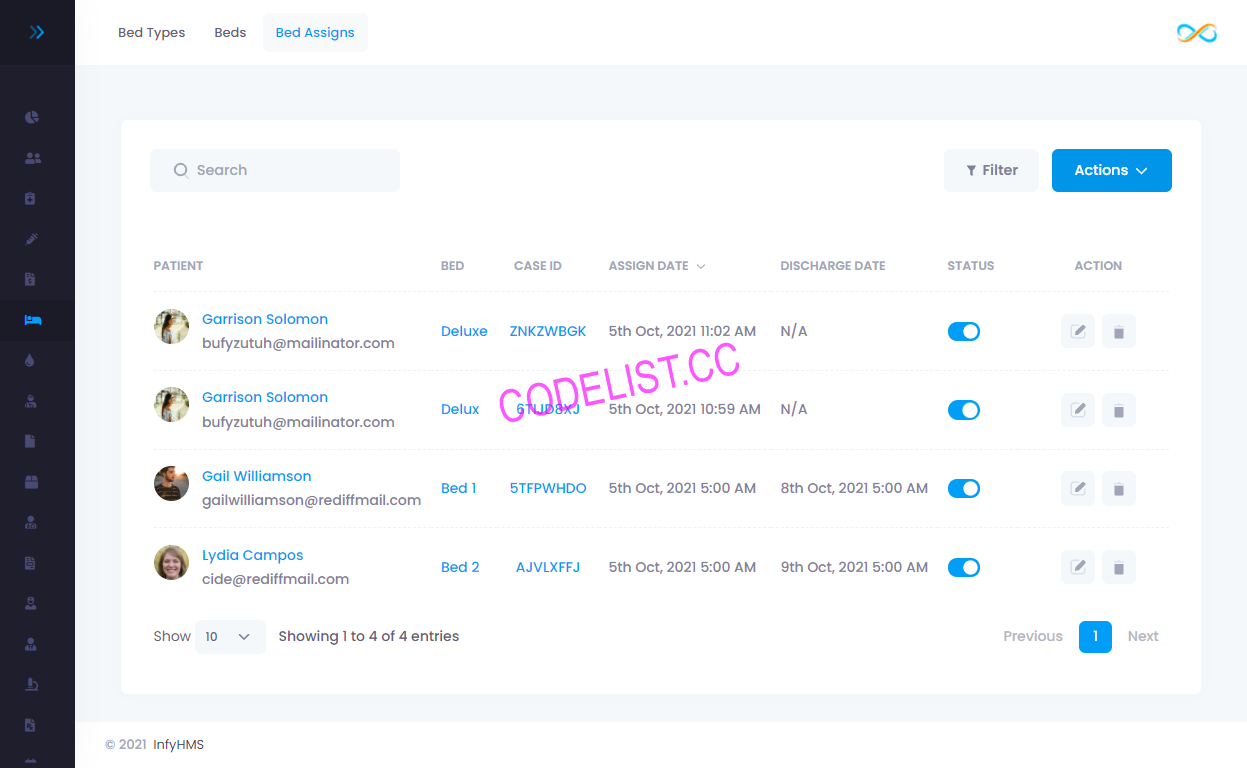 Bed Types Beds Bed Assigns
Search Filter Actions
PATIENT BED CASE ID ASSIGN DATE DISCHARGE DATE STATUS ACTION
Garrison Solomon
bufyzutuh@mailinator.com
Deluxe ZNKZWBGK 5th Oct, 2021 11:02 AM N/A
CODELIST.CC
Garrison Solomon
bufyzutuh@mailinator.com
Delux 5th Oct, 2021 10:59 AM N/A
Gail Williamson
gailwilliamson@rediffmail.com
Bed 1 5TFPWHDO 5th Oct, 2021 5:00 AM 8th Oct, 2021 5:00 AM
Lydia Campos
cide@rediffmail.com
Bed 2 AJVLXFFJ 5th Oct, 2021 5:00 AM 9th Oct, 2021 5:00 AM
Show 10 Showing 1 to 4 of 4 entries Previous 1 Next
© 2021 InfyHMS